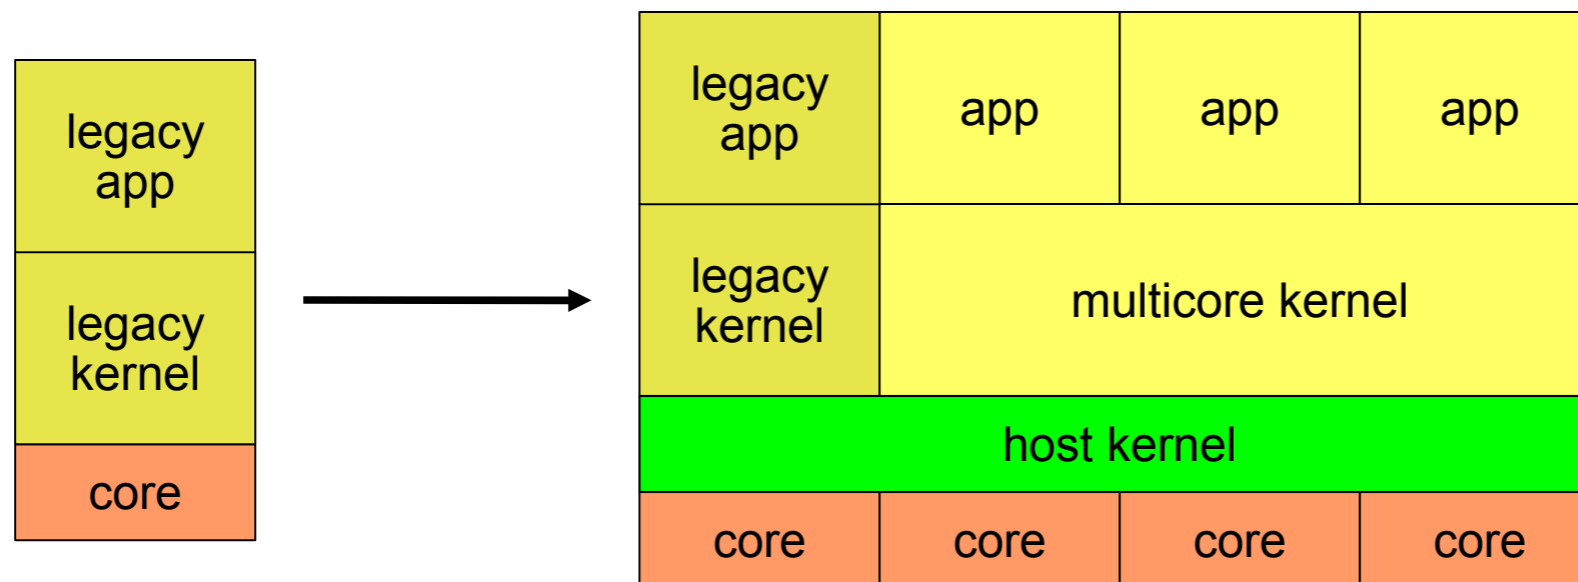 legacy
app
legacy
kernel
core
legacy
app
app
app
app
legacy
kernel
multicore kernel
host kernel
core
core
core
core